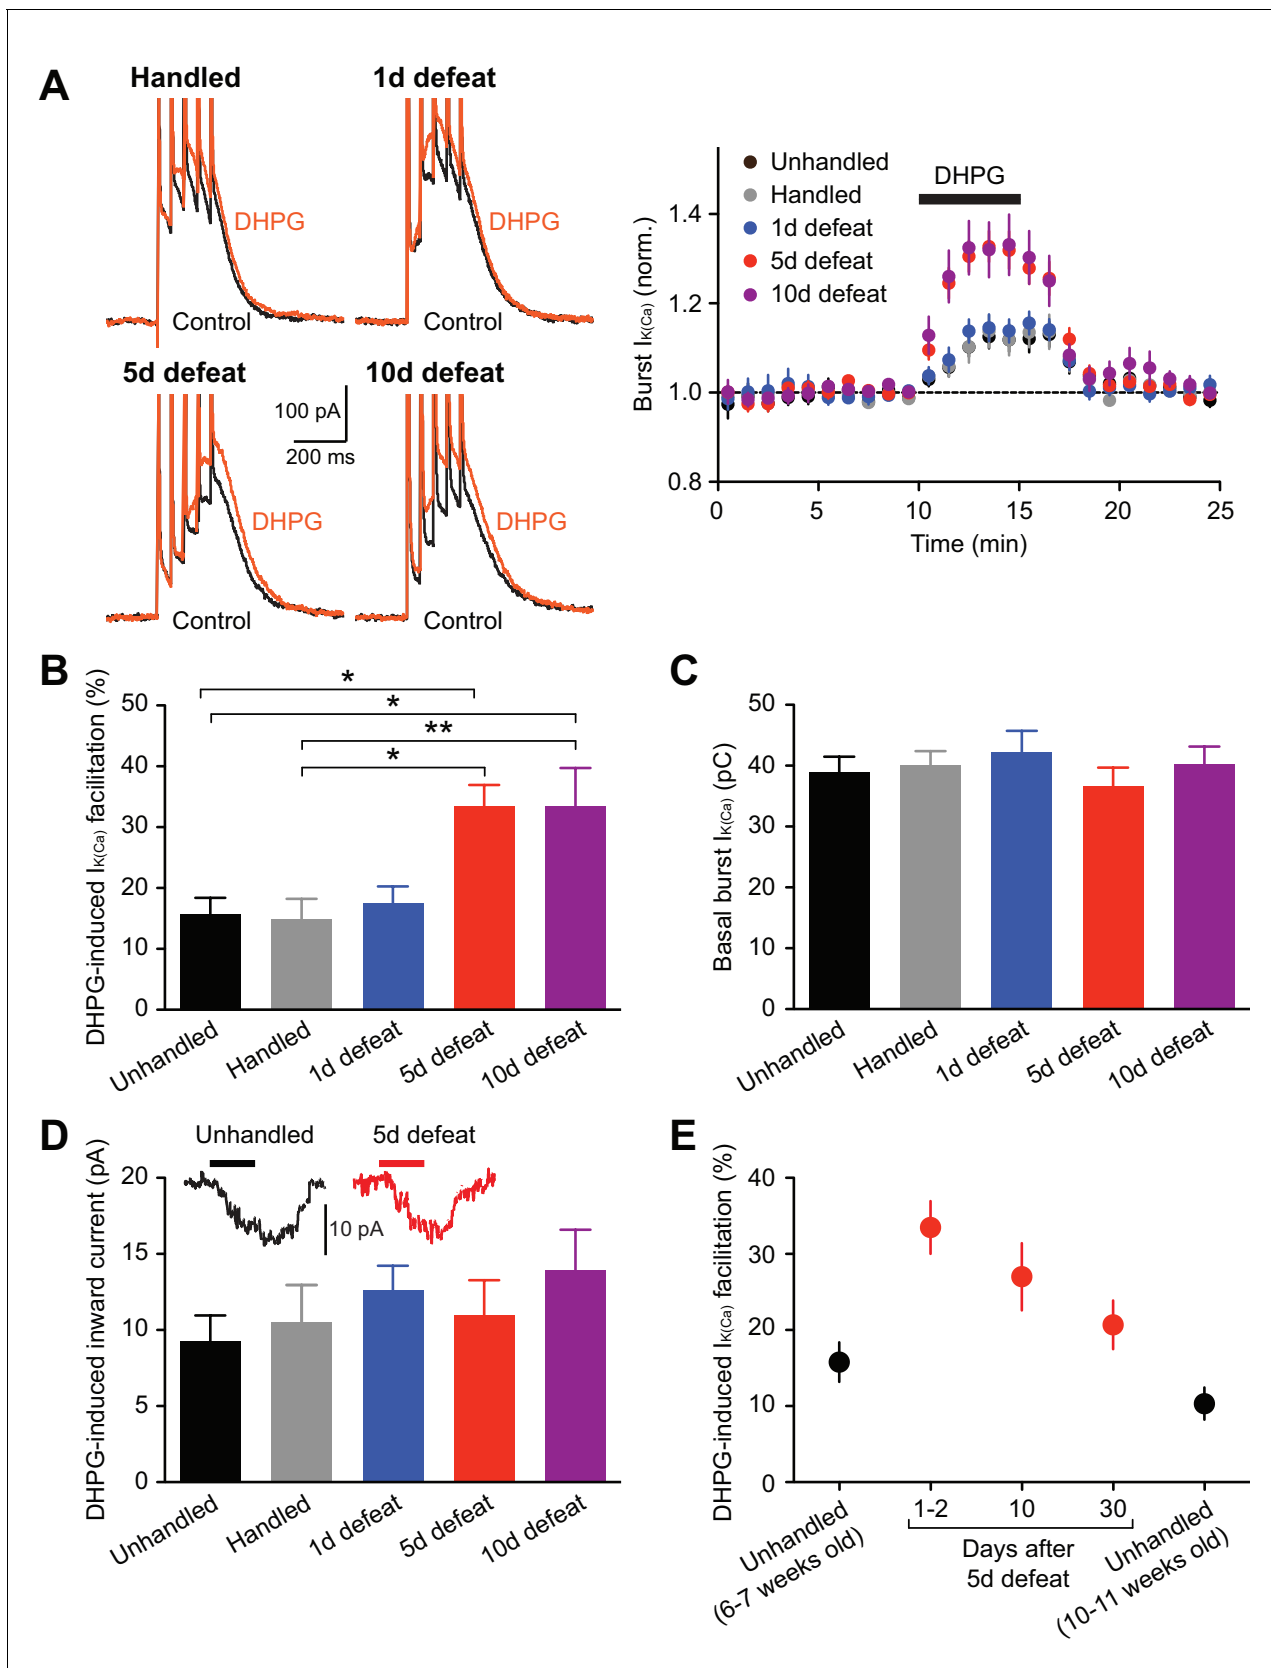 A
Handled
1d defeat
DHPG
DHPG
Control
Control
5d defeat
10d defeat
100 pA
200 ms
DHPG
DHPG
Control
Control
Burst IK(Ca) (norm.)
Unhandled
Handled
1d defeat
5d defeat
10d defeat
DHPG
1.4
1.2
1.0
0.8
0
5
10
15
20
25
Time (min)
B
DHPG-induced IK(Ca) facilitation (%)
50
40
30
20
10
0
*
*
**
*
Unhandled
Handled
1d defeat
5d defeat
10d defeat
C
Basal burst IK(Ca) (pC)
50
40
30
20
10
0
Unhandled
Handled
1d defeat
5d defeat
10d defeat
D
DHPG-induced inward current (pA)
Unhandled
5d defeat
10 pA
20
15
10
5
0
Unhandled
Handled
1d defeat
5d defeat
10d defeat
E
DHPG-induced IK(Ca) facilitation (%)
40
30
20
10
0
Unhandled
(6-7 weeks old)
1-2
10
30
Days after
5d defeat
Unhandled
(10-11 weeks old)